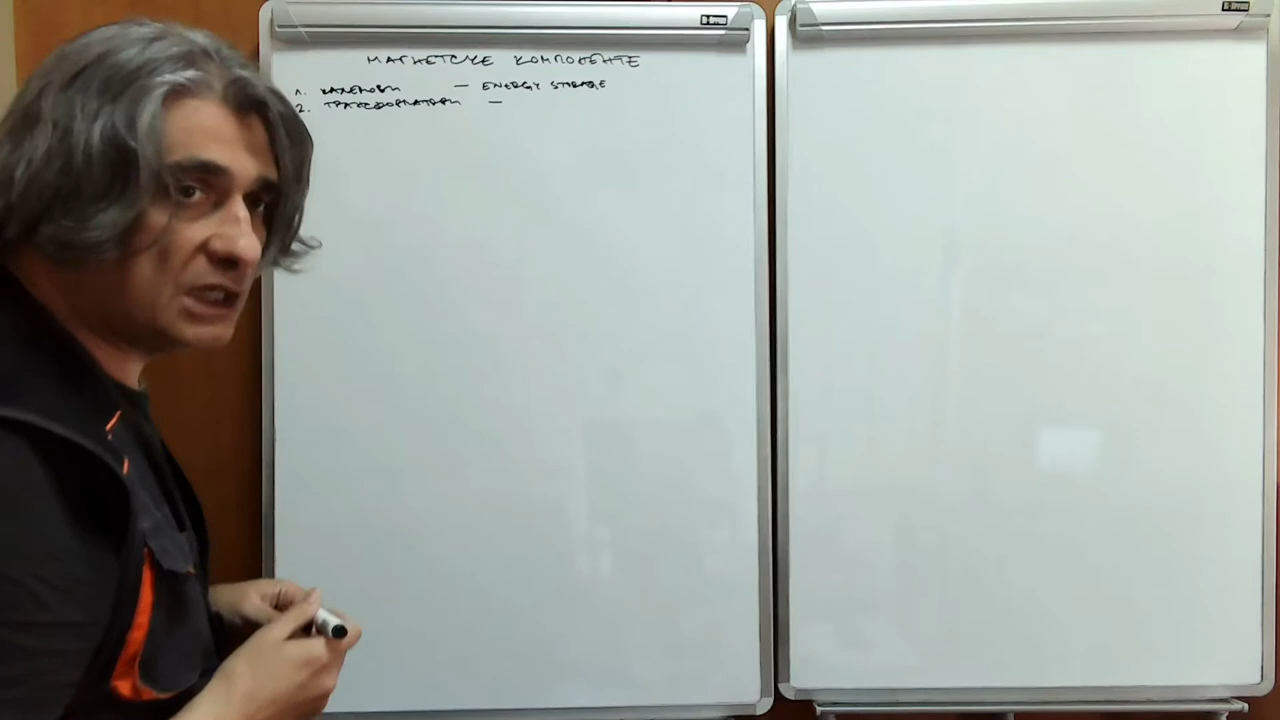 МАГНЕТСКЕ КОМПОНЕНТЕ
1. КАЛЕМОВИ — ENERGY STORAGE
2. ТРАНСФОРМАТОРИ —